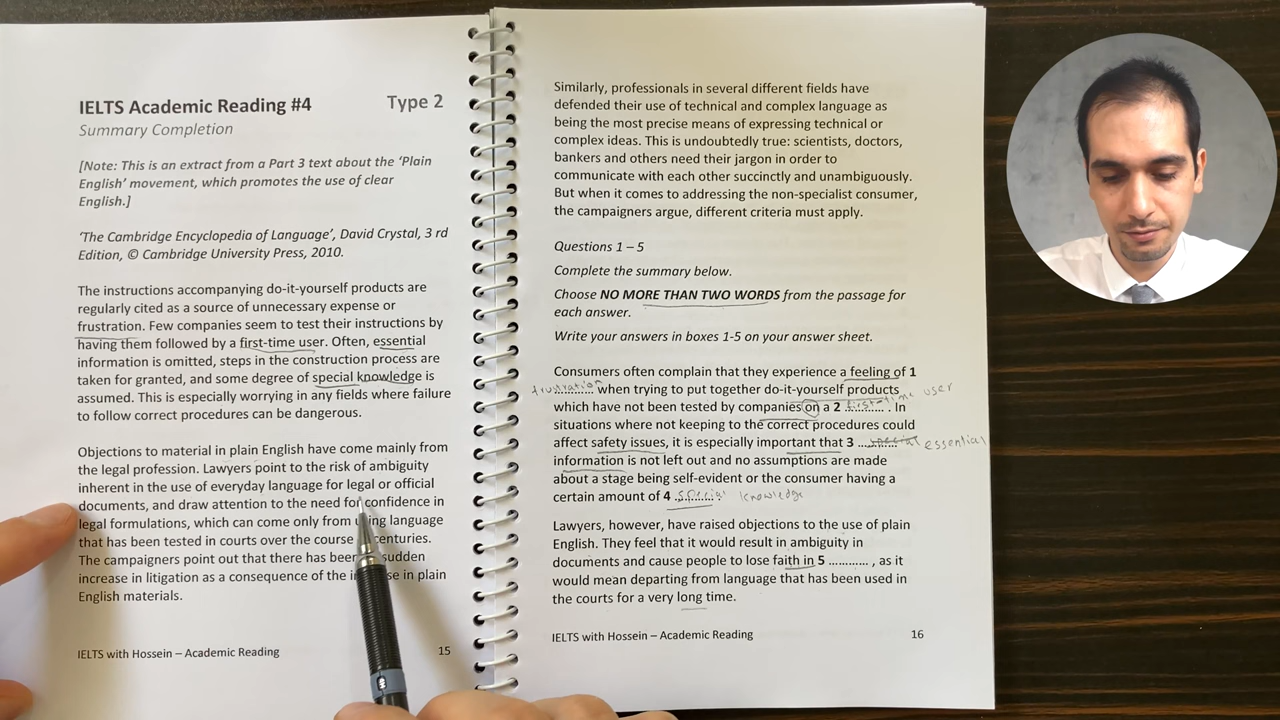 IELTS Academic Reading #4 Type 2
Summary Completion
[Note: This is an extract from a Part 3 text about the 'Plain
English' movement, which promotes the use of clear
English.]
'The Cambridge Encyclopedia of Language', David Crystal, 3 rd
Edition, © Cambridge University Press, 2010.
The instructions accompanying do-it-yourself products are
regularly cited as a source of unnecessary expense or
frustration. Few companies seem to test their instructions by
having them followed by a first-time user. Often, essential
information is omitted, steps in the construction process are
taken for granted, and some degree of special knowledge is
assumed. This is especially worrying in any fields where failure
to follow correct procedures can be dangerous.
Objections to material in plain English have come mainly from
the legal profession. Lawyers point to the risk of ambiguity
inherent in the use of everyday language for legal or official
documents, and draw attention to the need for confidence in
legal formulations, which can come only from using language
that has been tested in courts over the course centuries.
The campaigners point out that there has been sudden
increase in litigation as a consequence of the in plain
English materials.
IELTS with Hossein – Academic Reading 15
Similarly, professionals in several different fields have
defended their use of technical and complex language as
being the most precise means of expressing technical or
complex ideas. This is undoubtedly true: scientists, doctors,
bankers and others need their jargon in order to
communicate with each other succinctly and unambiguously.
But when it comes to addressing the non-specialist consumer,
the campaigners argue, different criteria must apply.
Questions 1 – 5
Complete the summary below.
Choose NO MORE THAN TWO WORDS from the passage for
each answer.
Write your answers in boxes 1-5 on your answer sheet.
Consumers often complain that they experience a feeling of 1
frustration ............ when trying to put together do-it-yourself products
which have not been tested by companies on a 2 ............ first-time user . In
situations where not keeping to the correct procedures could
affect safety issues, it is especially important that 3 ............ special essential
information is not left out and no assumptions are made
about a stage being self-evident or the consumer having a
certain amount of 4 ............ special knowledge .
Lawyers, however, have raised objections to the use of plain
English. They feel that it would result in ambiguity in
documents and cause people to lose faith in 5 ............ , as it
would mean departing from language that has been used in
the courts for a very long time.
IELTS with Hossein – Academic Reading 16